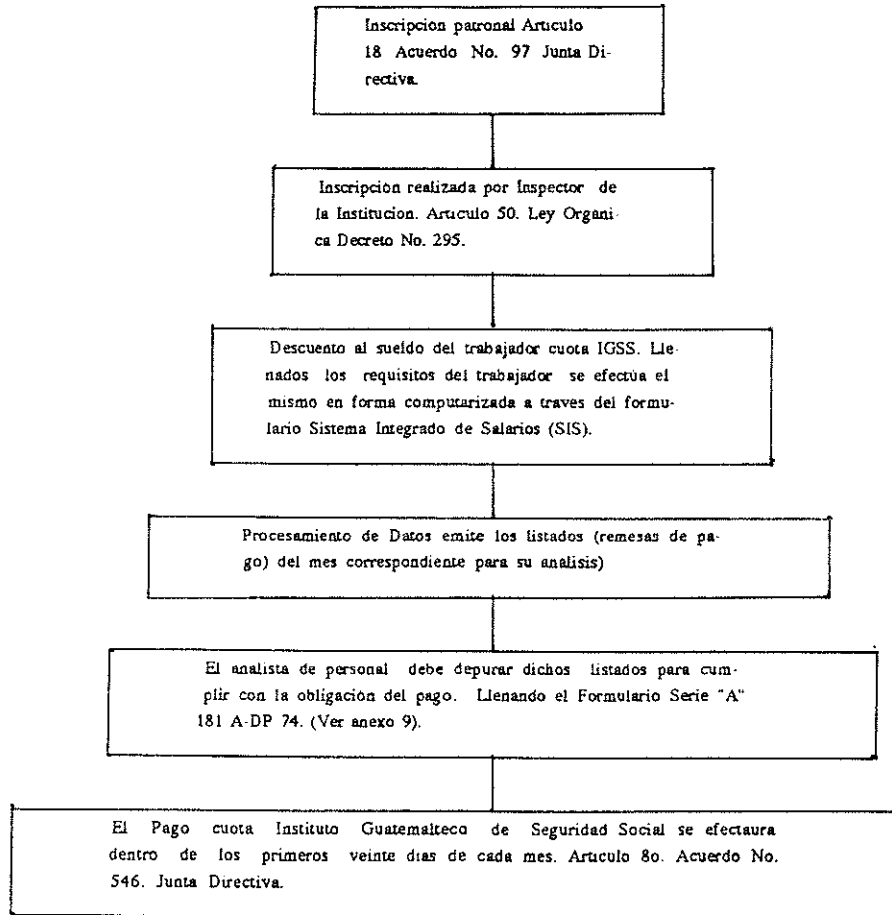 Inscripción patronal Articulo
18 Acuerdo No. 97 Junta Di-
rectiva.
Inscripción realizada por Inspector de
la Institucion. Articulo 50. Ley Organi-
ca Decreto No. 295.
Descuento al sueldo del trabajador cuota IGSS. Lle-
nados los requisitos del trabajador se efectúa el
mismo en forma computarizada a traves del formu-
lario Sistema Integrado de Salarios (SIS).
Procesamiento de Datos emite los listados (remesas de pa-
go) del mes correspondiente para su analisis)
El analista de personal debe depurar dichos listados para cum-
plir con la obligación del pago. Llenando el Formulario Serie "A"
181 A-DP 74. (Ver anexo 9).
El Pago cuota Instituto Guatemalteco de Seguridad Social se efectaura
dentro de los primeros veinte dias de cada mes. Articulo 8o. Acuerdo No.
546. Junta Directiva.